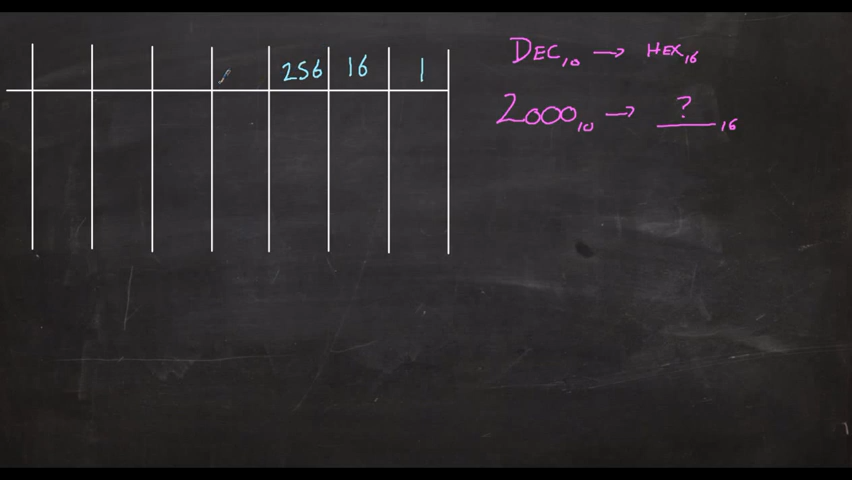 256 16 1
DEC₁₀ → HEX₁₆
2000₁₀ → ?₁₆